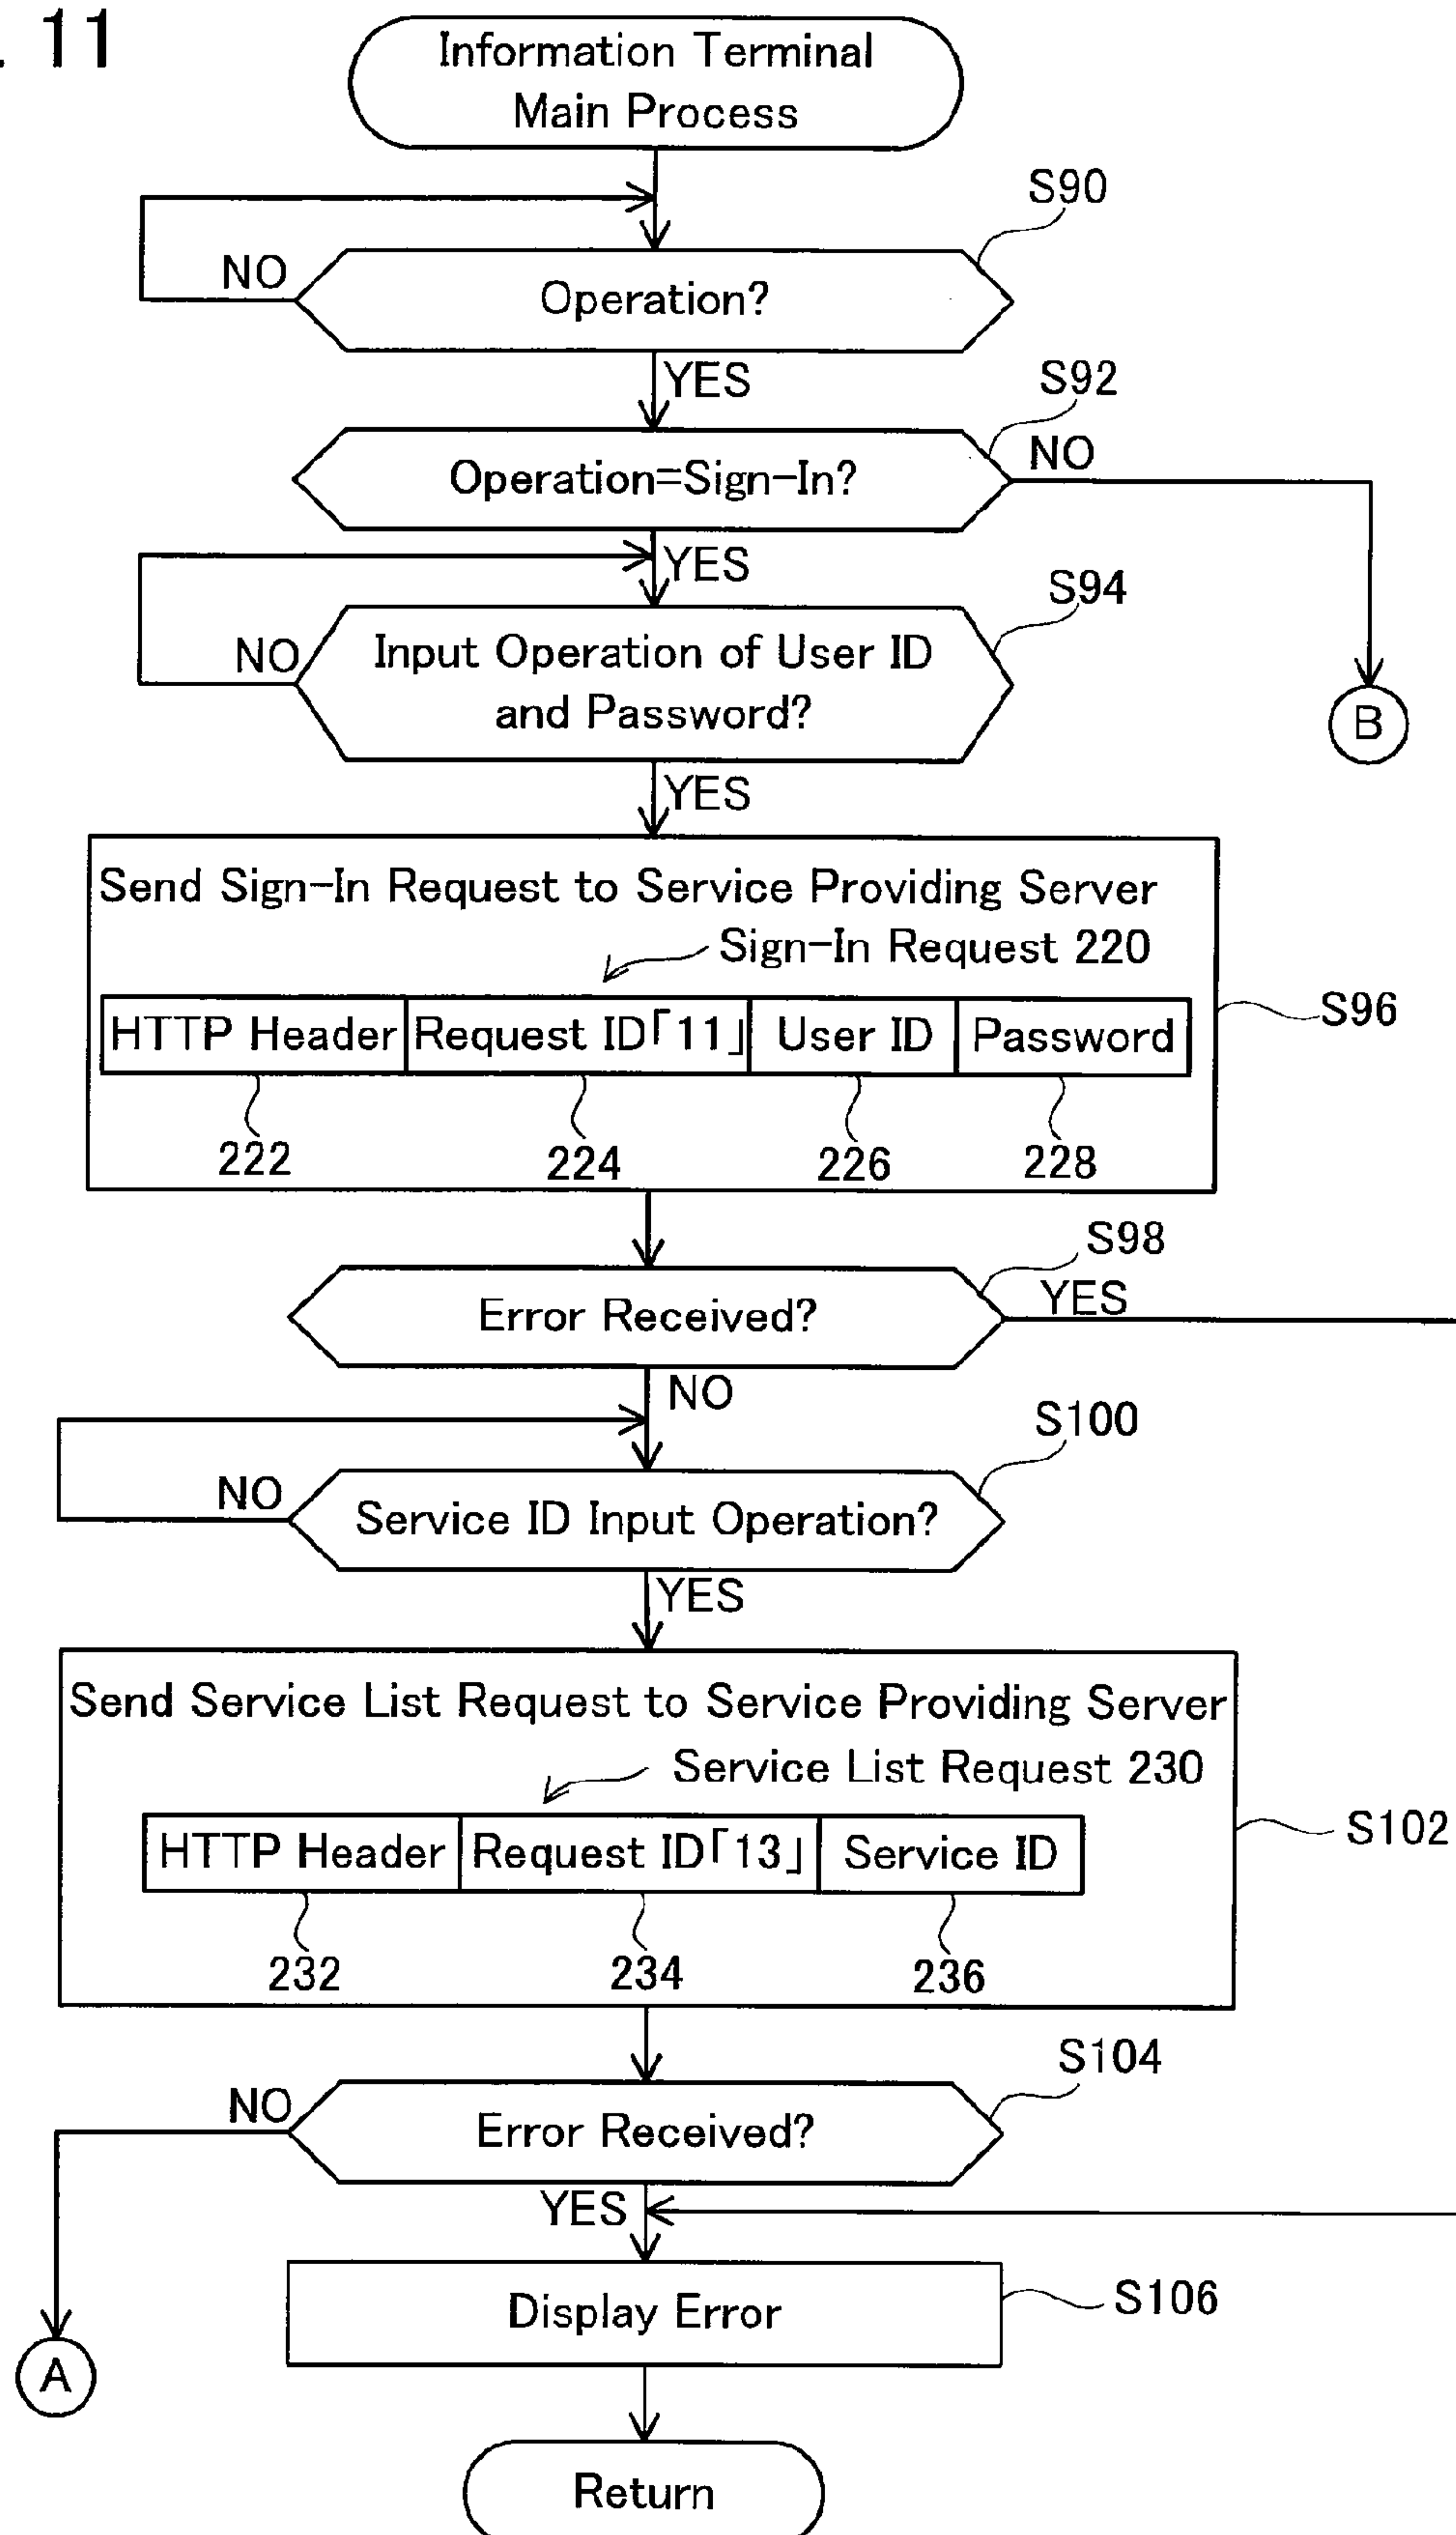 . 11
Information Terminal
Main Process
S90
NO
Operation?
YES
S92
Operation=Sign-In?
NO
YES
S94
NO
Input Operation of User ID
and Password?
B
YES
Send Sign-In Request to Service Providing Server
Sign-In Request 220
S96
HTTP Header
Request ID「11」
User ID
Password
222
224
226
228
S98
Error Received?
YES
NO
S100
NO
Service ID Input Operation?
YES
Send Service List Request to Service Providing Server
Service List Request 230
S102
HTTP Header
Request ID「13」
Service ID
232
234
236
S104
NO
Error Received?
YES
Display Error
S106
A
Return